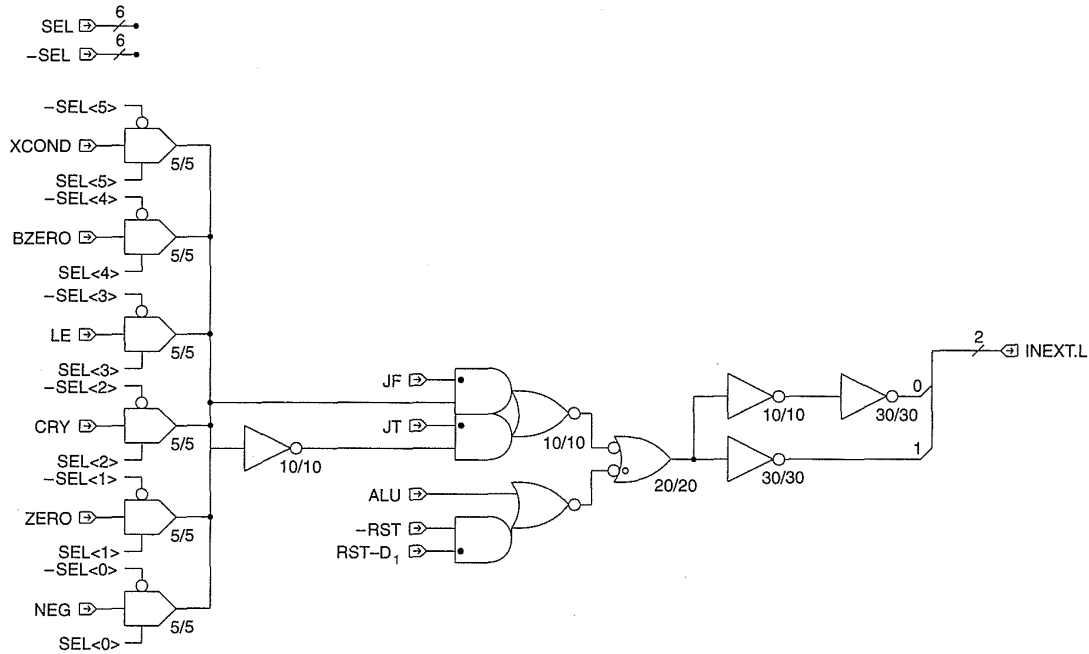 SEL 6
-SEL 6
-SEL<5>
XCOND
5/5
SEL<5>
-SEL<4>
BZERO
5/5
SEL<4>
-SEL<3>
LE
5/5
SEL<3>
-SEL<2>
CRY
5/5
SEL<2>
-SEL<1>
ZERO
5/5
SEL<1>
-SEL<0>
NEG
5/5
SEL<0>
10/10
JF
JT
10/10
ALU
-RST
RST-D1
20/20
10/10
30/30
0
30/30
1
2
INEXT.L